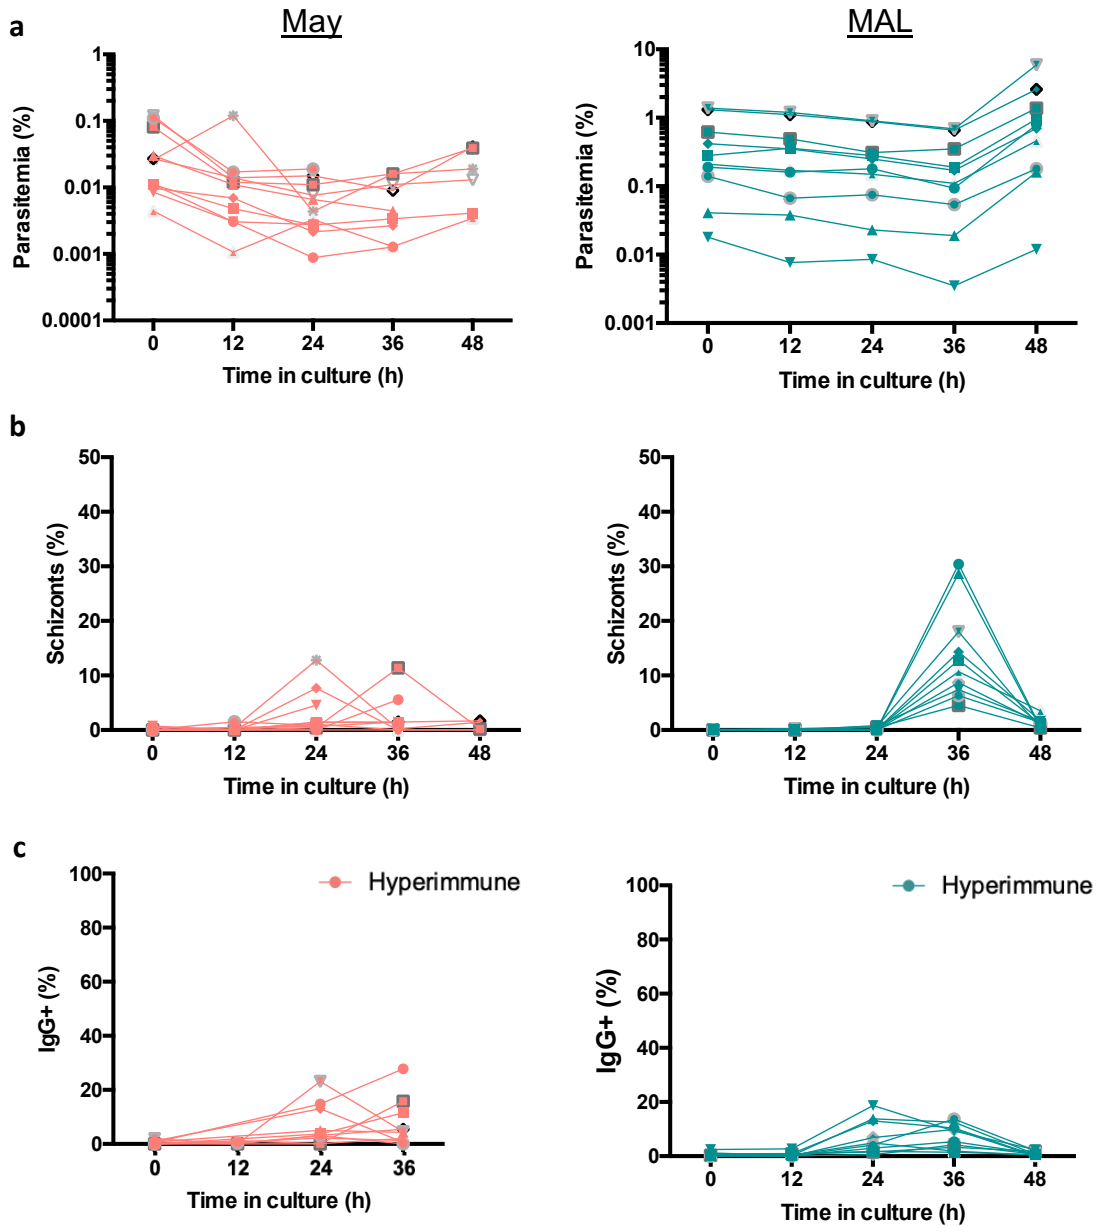 a
May
MAL
Parasitemia (%)
1
0.1
0.01
0.001
0.0001
0 12 24 36 48
Time in culture (h)
Parasitemia (%)
10
1
0.1
0.01
0.001
0 12 24 36 48
Time in culture (h)
b
Schizonts (%)
50
40
30
20
10
0
0 12 24 36 48
Time in culture (h)
Schizonts (%)
50
40
30
20
10
0
0 12 24 36 48
Time in culture (h)
c
IgG+ (%)
100
80
60
40
20
0
Hyperimmune
0 12 24 36
Time in culture (h)
IgG+ (%)
100
80
60
40
20
0
Hyperimmune
0 12 24 36 48
Time in culture (h)